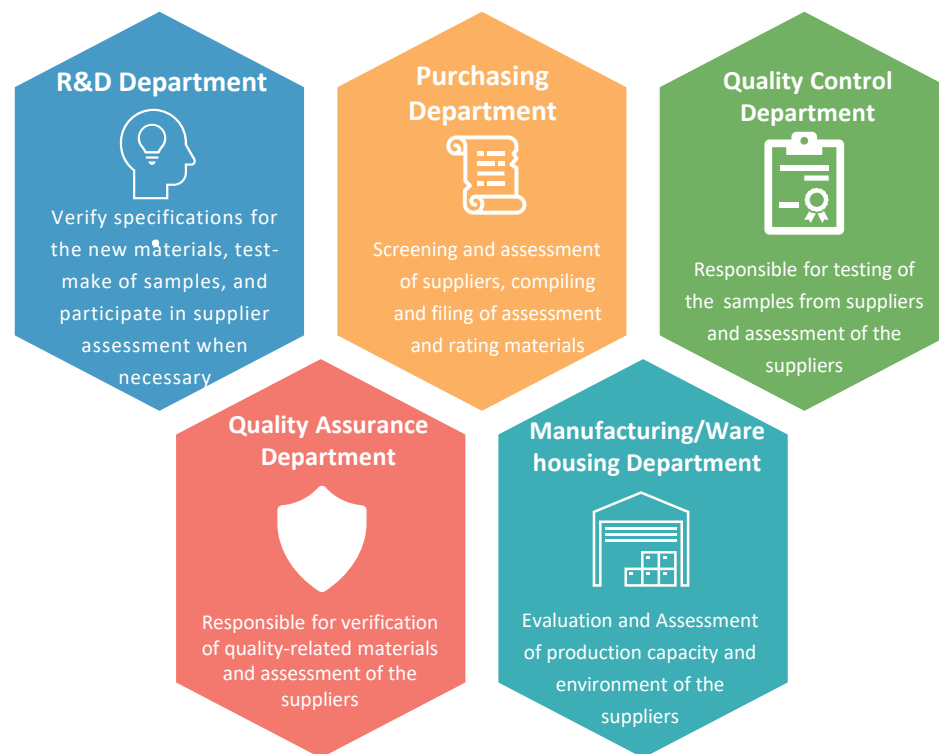 R&D Department
Verify specifications for
the new materials, test-
make of samples, and
participate in supplier
assessment when
necessary
Purchasing
Department
Screening and assessment
of suppliers, compiling
and filing of assessment
and rating materials
Quality Control
Department
Responsible for testing of
the samples from suppliers
and assessment of the
suppliers
Quality Assurance
Department
Responsible for verification
of quality-related materials
and assessment of the
suppliers
Manufacturing/Ware
housing Department
Evaluation and Assessment
of production capacity and
environment of the
suppliers